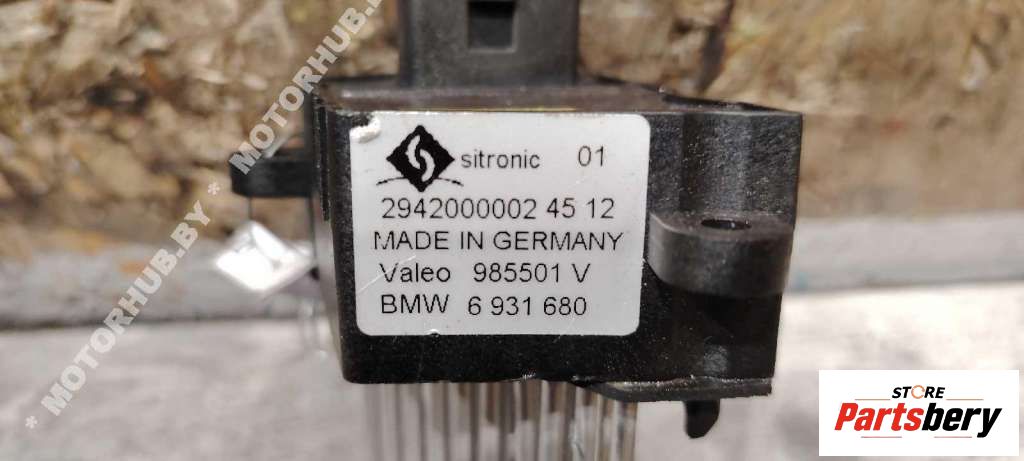 sitronic 01
2942000002 45 12
MADE IN GERMANY
Valeo 985501 V
BMW 6 931 680
* MOTORHUB.BY * MOTORHUB.BY
STORE
Partsbery